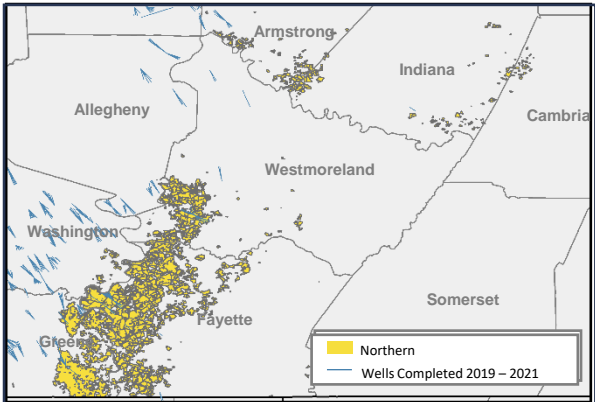 Armstrong
Indiana
Allegheny
Cambria
Westmoreland
Washington
Somerset
Fayette
Greene
Northern
Wells Completed 2019 – 2021